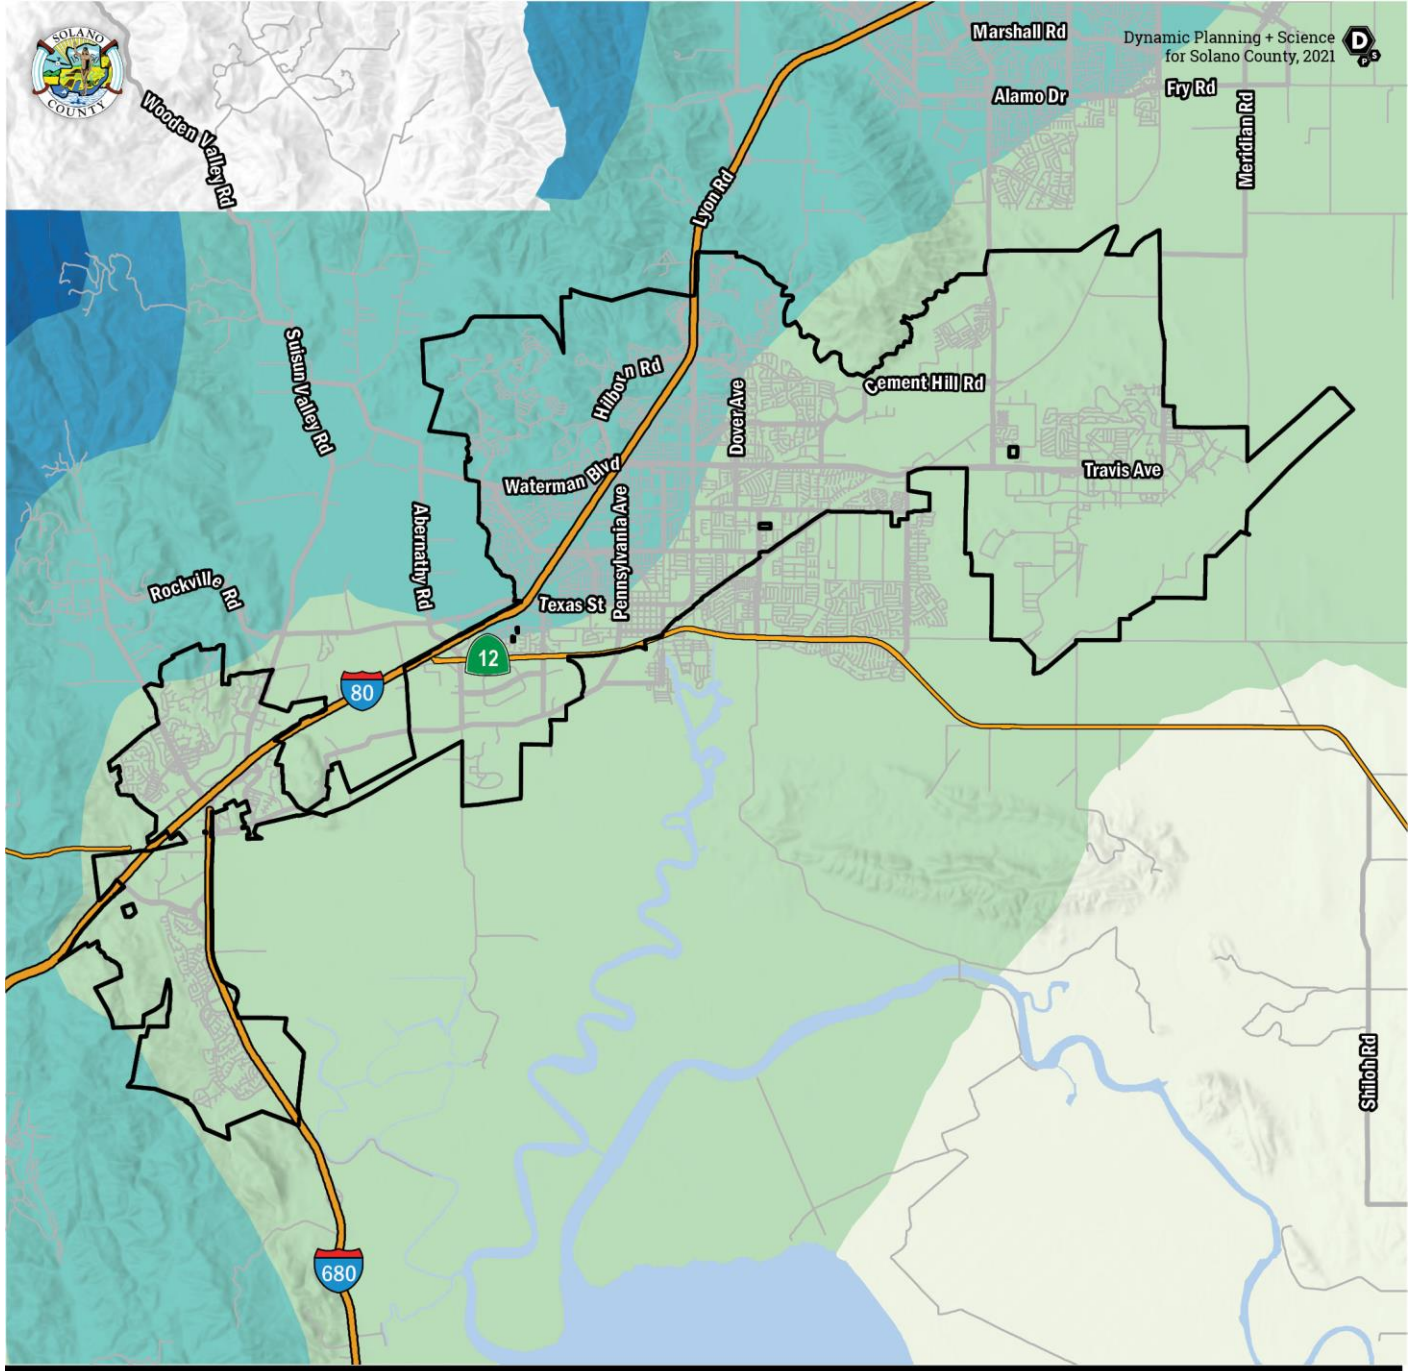 SOLANO
COUNTY
Marshall Rd
Dynamic Planning + Science
for Solano County, 2021
D
P S
Alamo Dr
Fry Rd
Meridian Rd
Wooden Valley Rd
Lyon Rd
Suisun Valley Rd
Hilborn Rd
Dover Ave
Cement Hill Rd
Waterman Blvd
Travis Ave
Pennsylvania Ave
Abernathy Rd
Rockville Rd
Texas St
12
80
Shiloh Rd
680